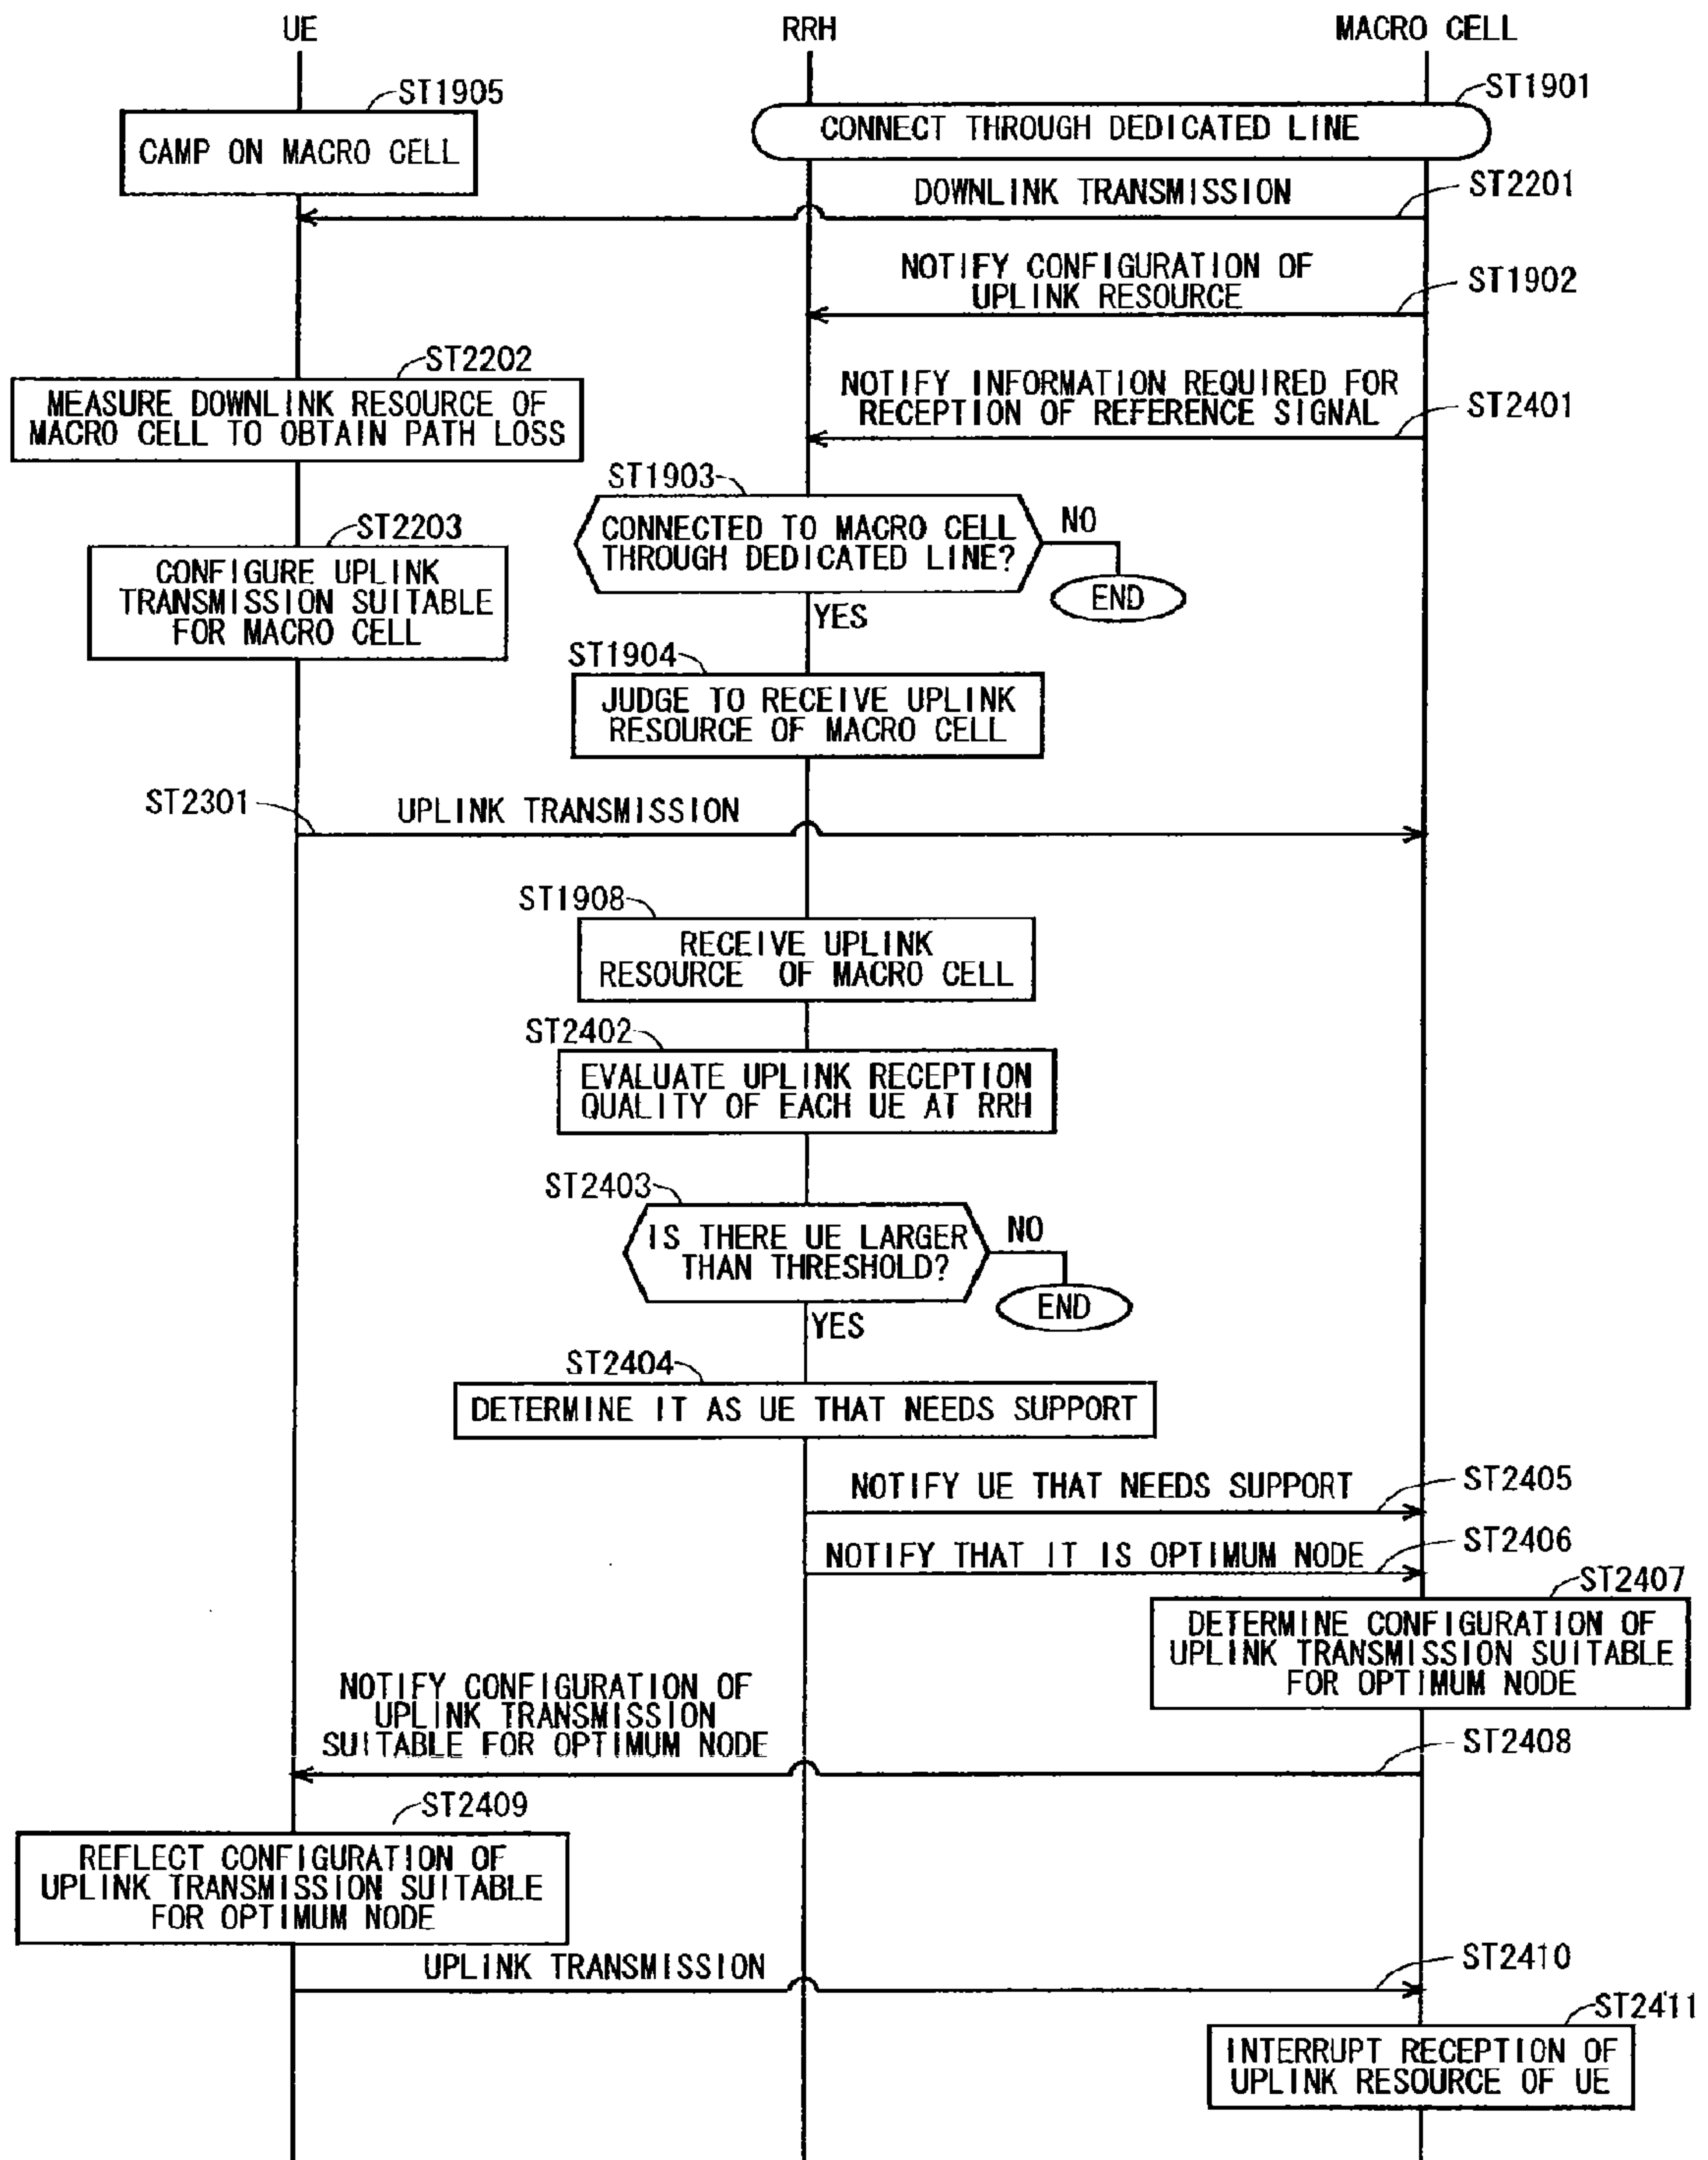 UE
RRH
MACRO CELL
ST1905
CAMP ON MACRO CELL
ST1901
CONNECT THROUGH DEDICATED LINE
DOWNLINK TRANSMISSION
ST2201
NOTIFY CONFIGURATION OF
UPLINK RESOURCE
ST1902
ST2202
MEASURE DOWNLINK RESOURCE OF
MACRO CELL TO OBTAIN PATH LOSS
NOTIFY INFORMATION REQUIRED FOR
RECEPTION OF REFERENCE SIGNAL
ST2401
ST1903
CONNECTED TO MACRO CELL
THROUGH DEDICATED LINE?
NO
END
YES
ST2203
CONFIGURE UPLINK
TRANSMISSION SUITABLE
FOR MACRO CELL
ST1904
JUDGE TO RECEIVE UPLINK
RESOURCE OF MACRO CELL
ST2301
UPLINK TRANSMISSION
ST1908
RECEIVE UPLINK
RESOURCE OF MACRO CELL
ST2402
EVALUATE UPLINK RECEPTION
QUALITY OF EACH UE AT RRH
ST2403
IS THERE UE LARGER
THAN THRESHOLD?
NO
END
YES
ST2404
DETERMINE IT AS UE THAT NEEDS SUPPORT
NOTIFY UE THAT NEEDS SUPPORT
ST2405
NOTIFY THAT IT IS OPTIMUM NODE
ST2406
ST2407
DETERMINE CONFIGURATION OF
UPLINK TRANSMISSION SUITABLE
FOR OPTIMUM NODE
NOTIFY CONFIGURATION OF
UPLINK TRANSMISSION
SUITABLE FOR OPTIMUM NODE
ST2408
ST2409
REFLECT CONFIGURATION OF
UPLINK TRANSMISSION SUITABLE
FOR OPTIMUM NODE
UPLINK TRANSMISSION
ST2410
ST2411
INTERRUPT RECEPTION OF
UPLINK RESOURCE OF UE